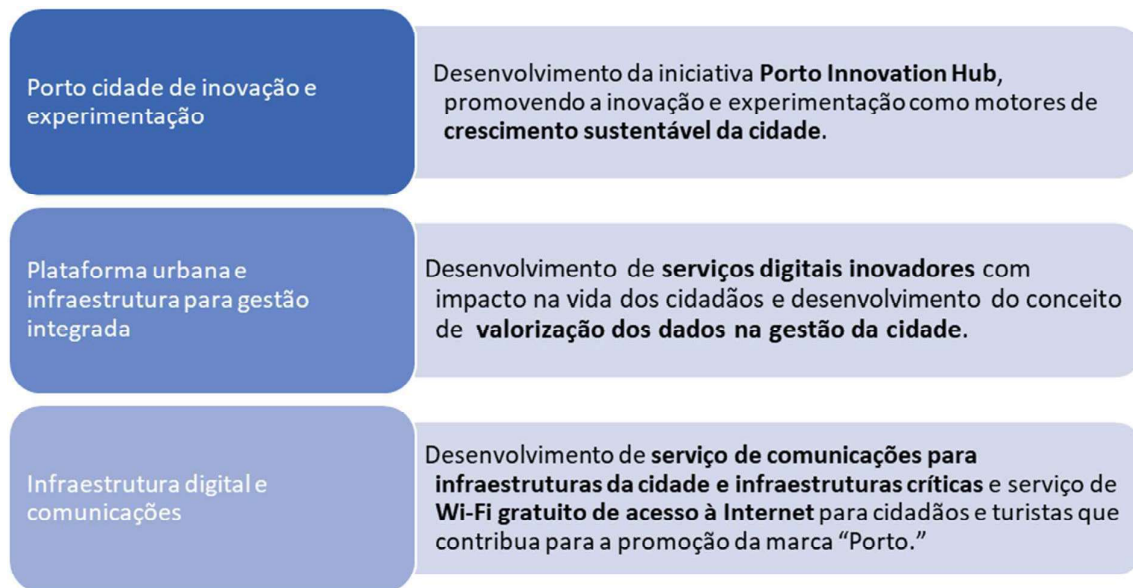 Porto cidade de inovação e
experimentação
Desenvolvimento da iniciativa Porto Innovation Hub,
promovendo a inovação e experimentação como motores de
crescimento sustentável da cidade.
Plataforma urbana e
infraestrutura para gestão
integrada
Desenvolvimento de serviços digitais inovadores com
impacto na vida dos cidadãos e desenvolvimento do conceito
de valorização dos dados na gestão da cidade.
Infraestrutura digital e
comunicações
Desenvolvimento de serviço de comunicações para
infraestruturas da cidade e infraestruturas críticas e serviço de
Wi-Fi gratuito de acesso à Internet para cidadãos e turistas que
contribua para a promoção da marca “Porto.”